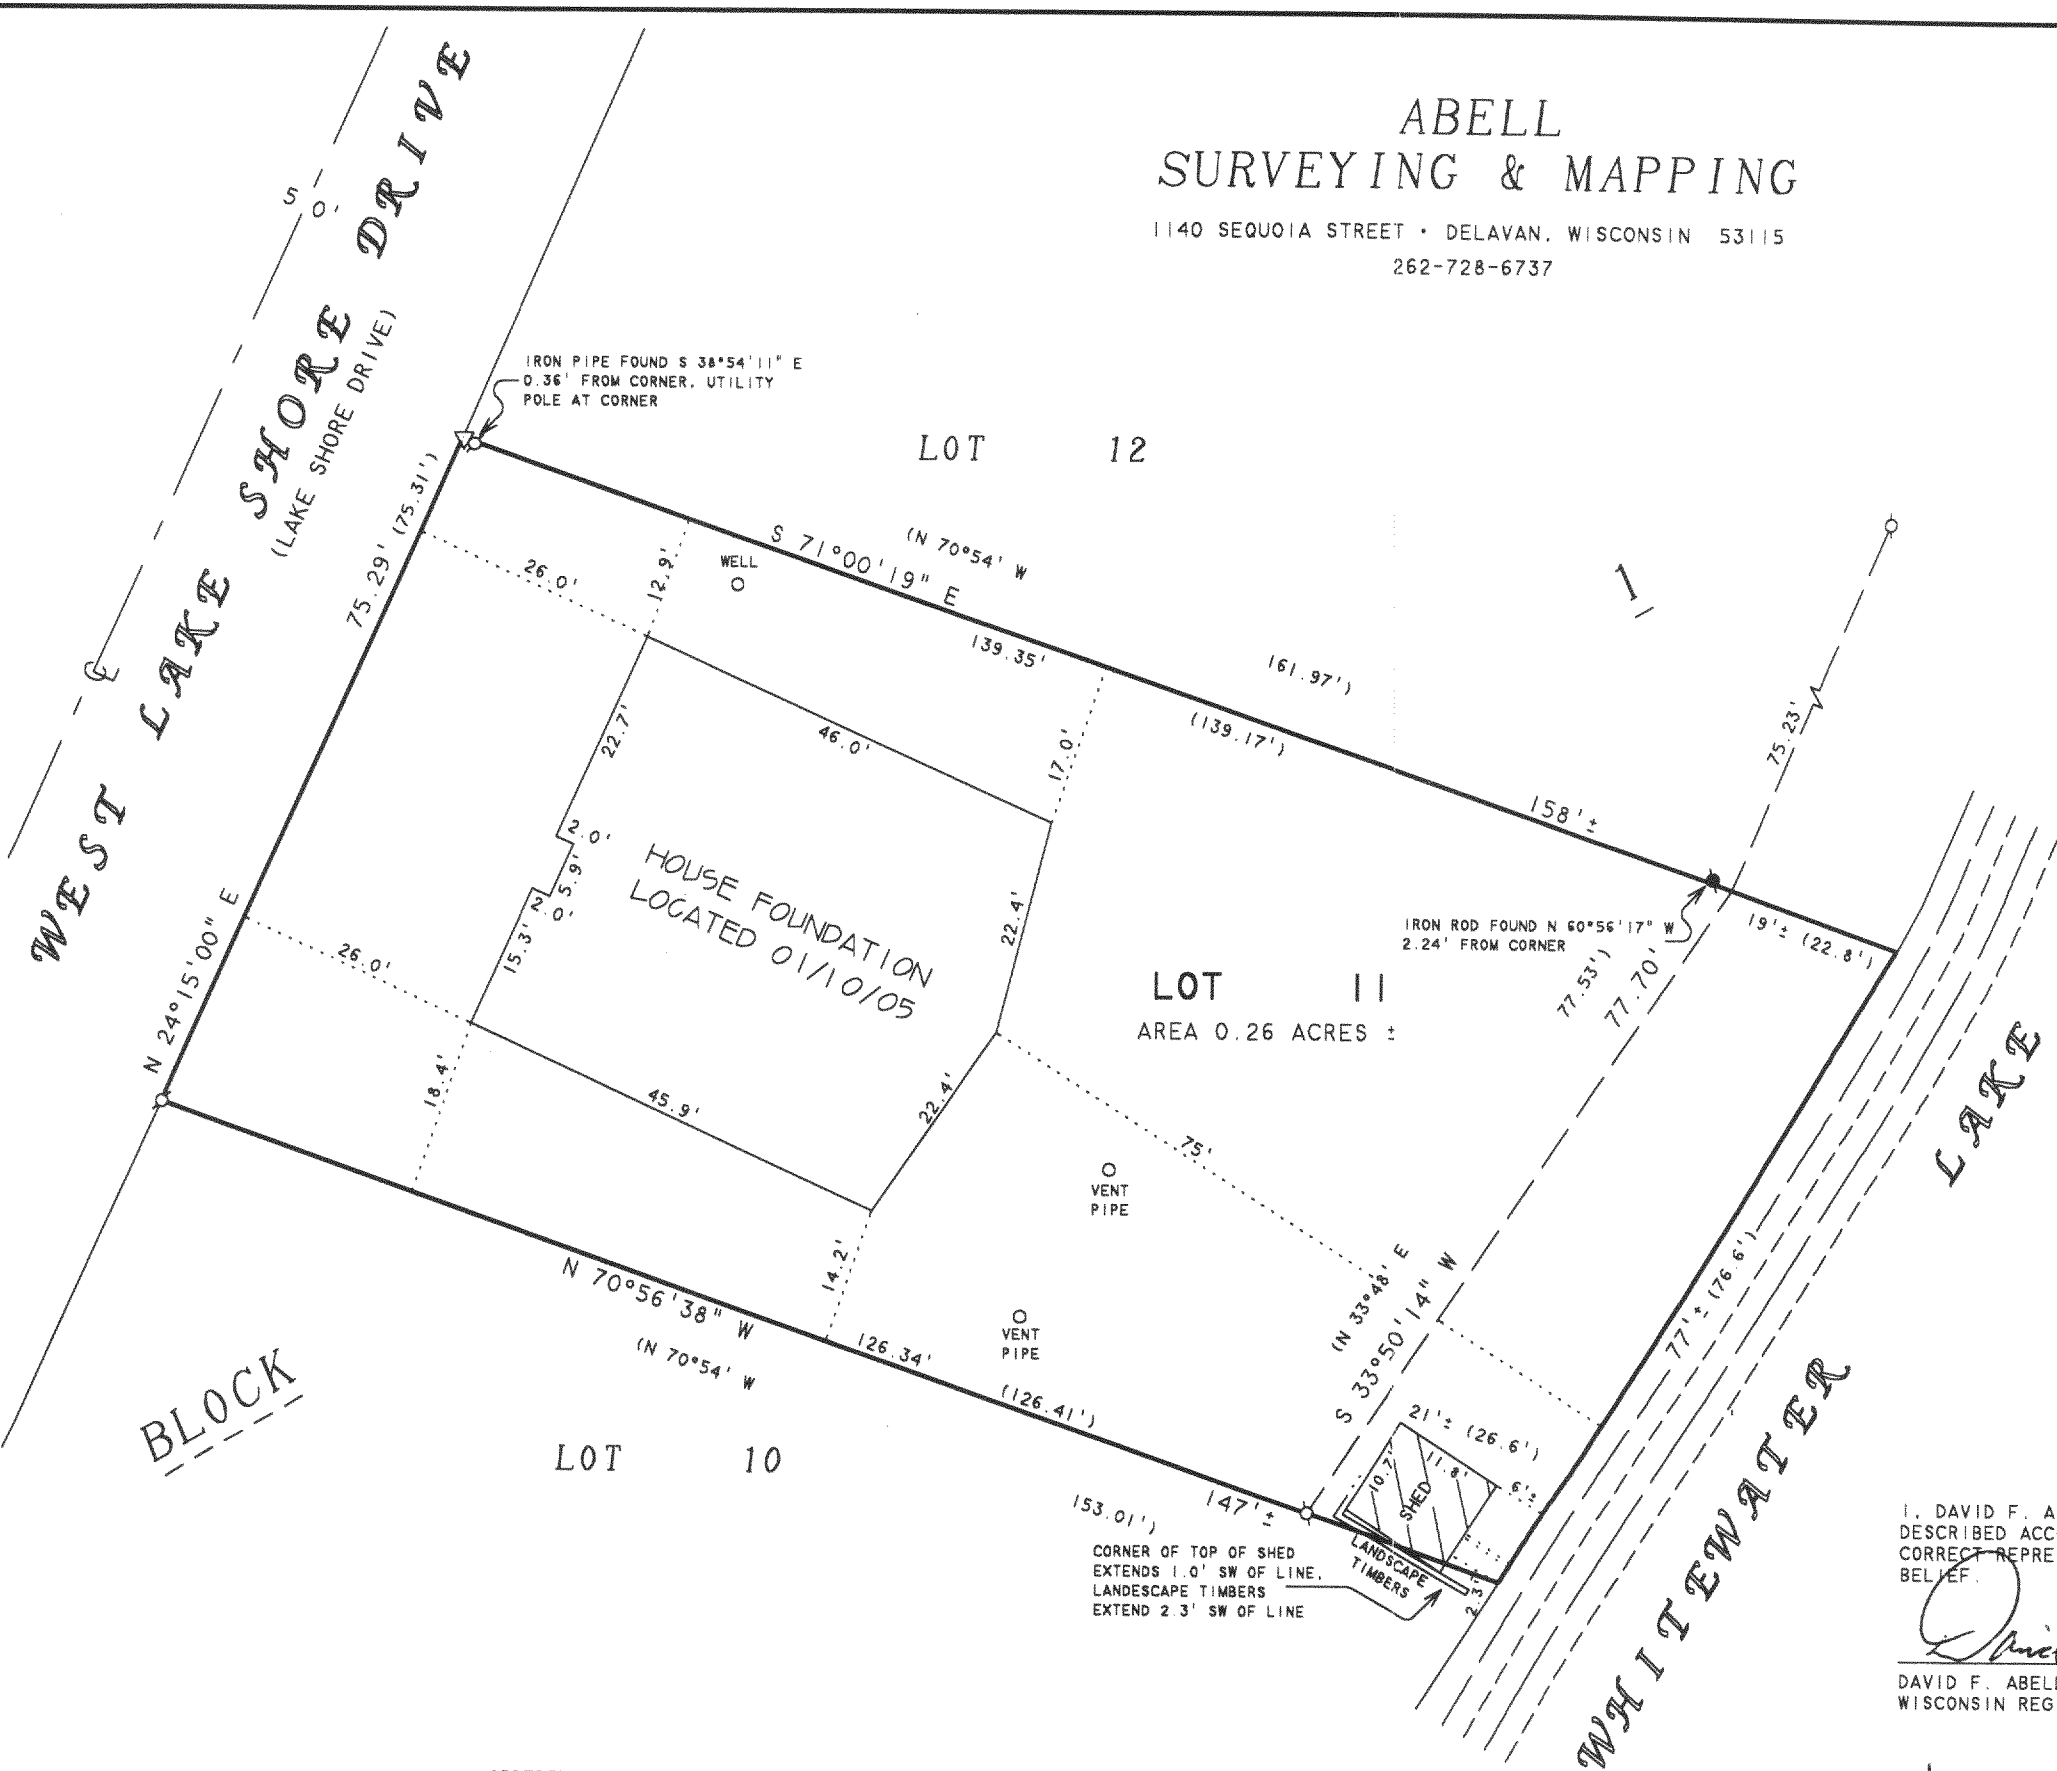 ABELL
SURVEYING & MAPPING
1140 SEQUOIA STREET • DELAVAN, WISCONSIN 53115
262-728-6737
WEST LAKE SHORE DRIVE
(LAKE SHORE DRIVE)
50'
℄
IRON PIPE FOUND S 38°54'11" E
0.36' FROM CORNER, UTILITY
POLE AT CORNER
LOT 12
75.29' (75.31')
N 24°15'00" E
S 71°00'19" E
(N 70°54' W
139.35'
161.97')
(139.17')
158'±
1
75.23'
26.0'
12.9'
WELL
46.0'
17.0'
22.7'
2.0'
5.9'
2.0'
15.3'
HOUSE FOUNDATION
LOCATED 01/10/05
22.4'
22.4'
26.0'
18.4'
45.9'
14.2'
IRON ROD FOUND N 60°56'17" W
2.24' FROM CORNER
19'± (22.8')
LOT 11
AREA 0.26 ACRES ±
77.53')
77.70'
75'
VENT
PIPE
VENT
PIPE
(N 33°48' E
S 33°50'14" W
77'± (76.6')
WHITEWATER LAKE
N 70°56'38" W
(N 70°54' W
126.34'
(126.41')
153.01')
147'±
21'± (26.6')
10.7'
11.8'
6'±
SHED
LANDSCAPE
TIMBERS
2.3'
CORNER OF TOP OF SHED
EXTENDS 1.0' SW OF LINE,
LANDESCAPE TIMBERS
EXTEND 2.3' SW OF LINE
BLOCK
LOT 10
I, DAVID F. A
DESCRIBED ACC
CORRECT REPRE
BELIEF.
DAVID F. ABEL
WISCONSIN REG